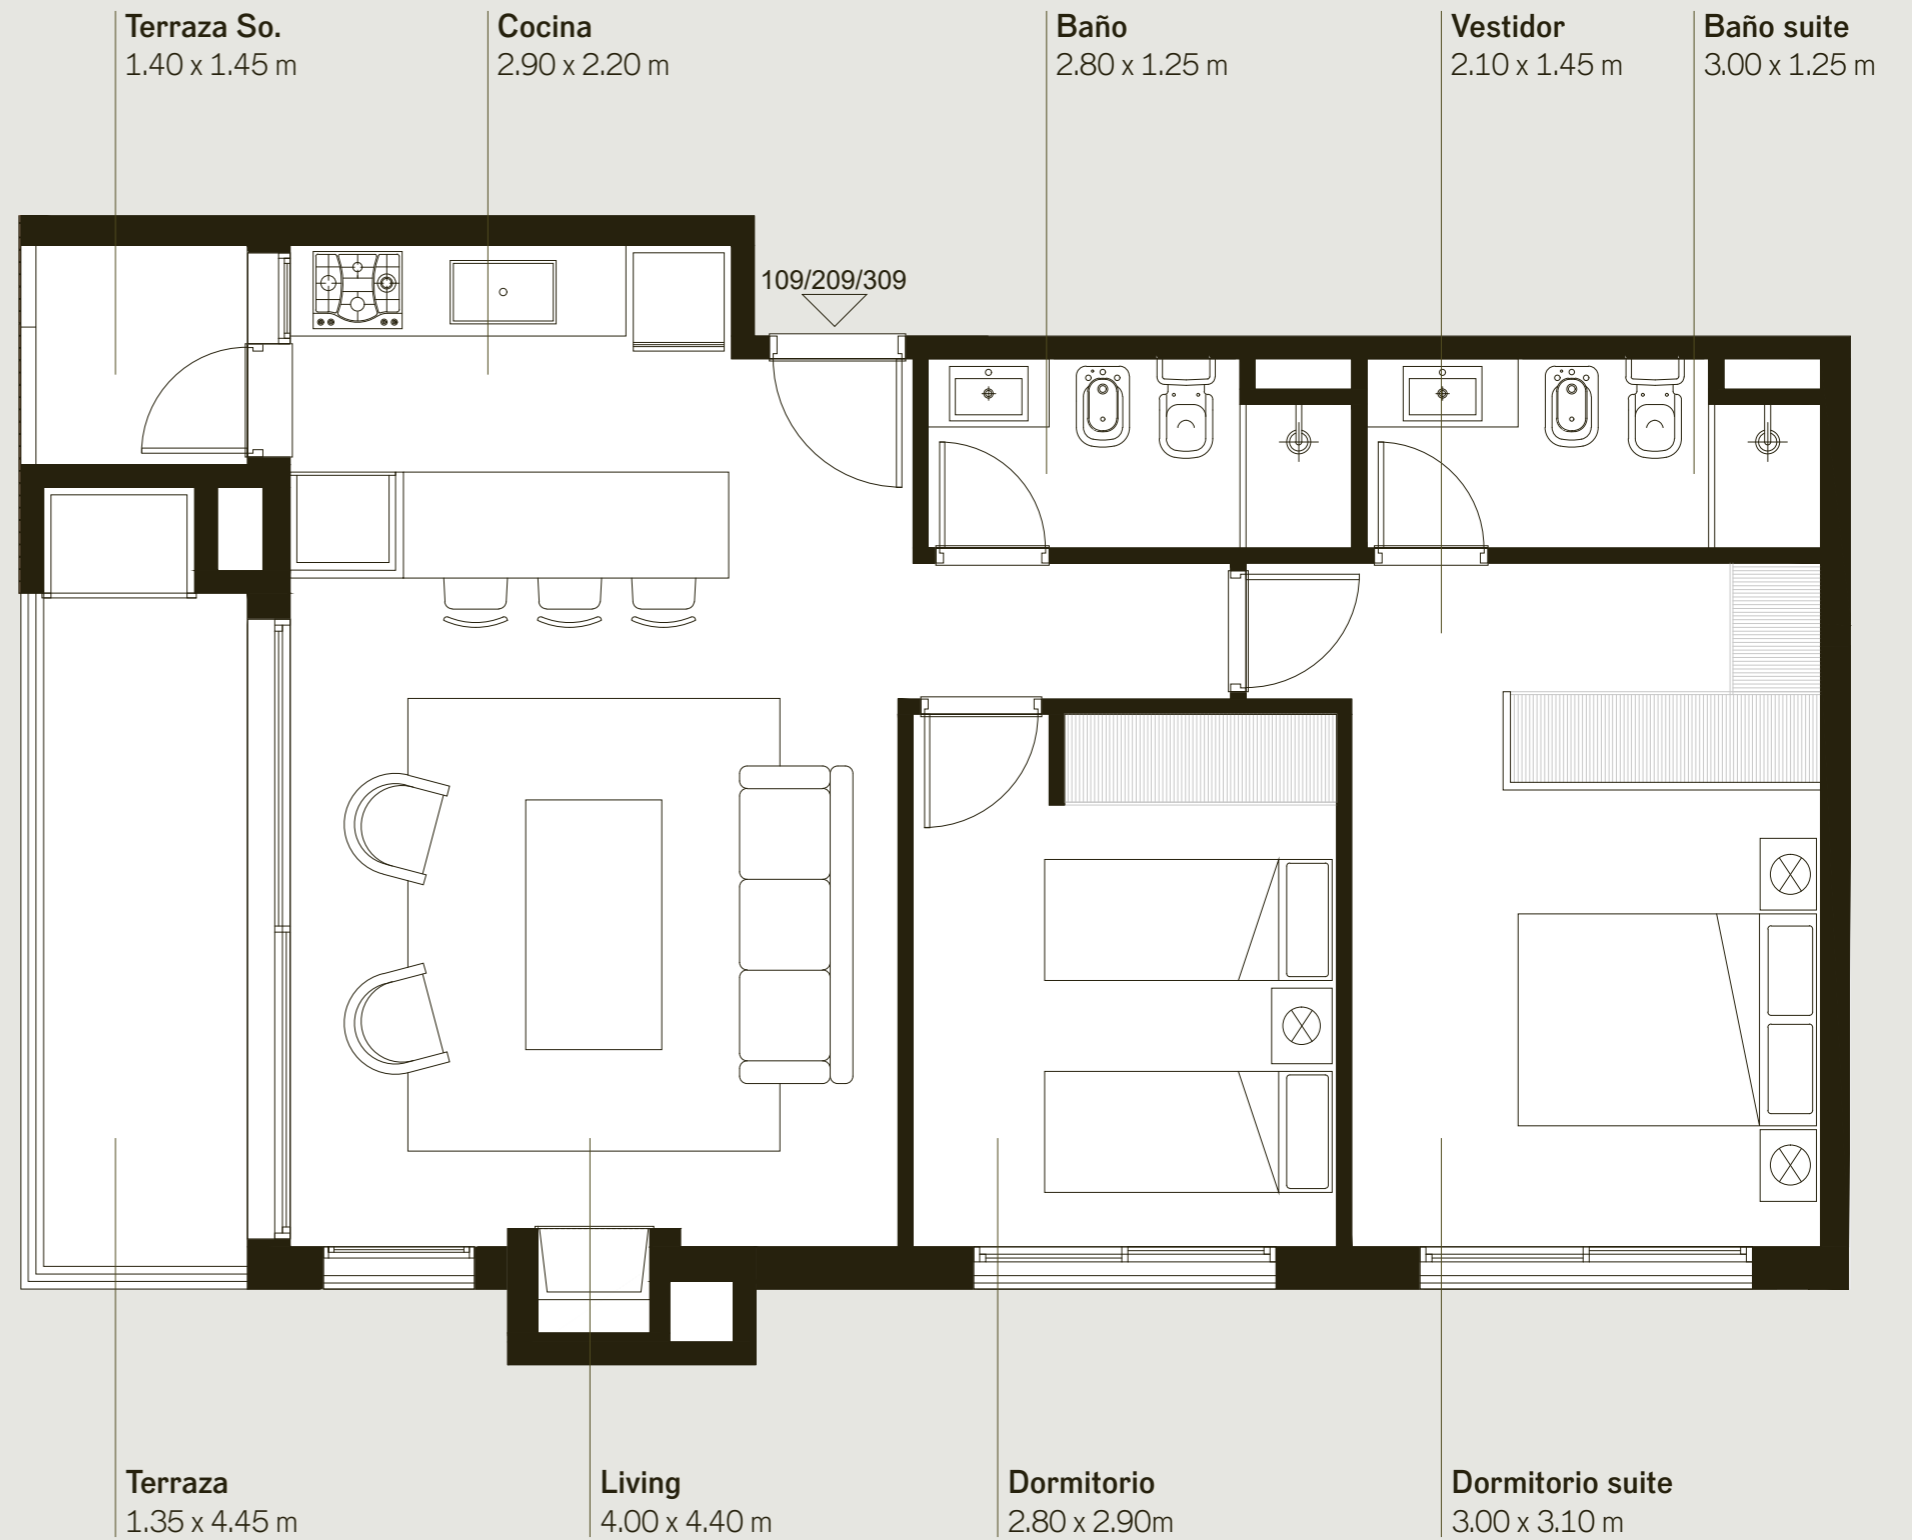 Terraza So.
1.40 x 1.45 m
Cocina
2.90 x 2.20 m
Baño
2.80 x 1.25 m
Vestidor
2.10 x 1.45 m
Baño suite
3.00 x 1.25 m
109/209/309
Terraza
1.35 x 4.45 m
Living
4.00 x 4.40 m
Dormitorio
2.80 x 2.90m
Dormitorio suite
3.00 x 3.10 m